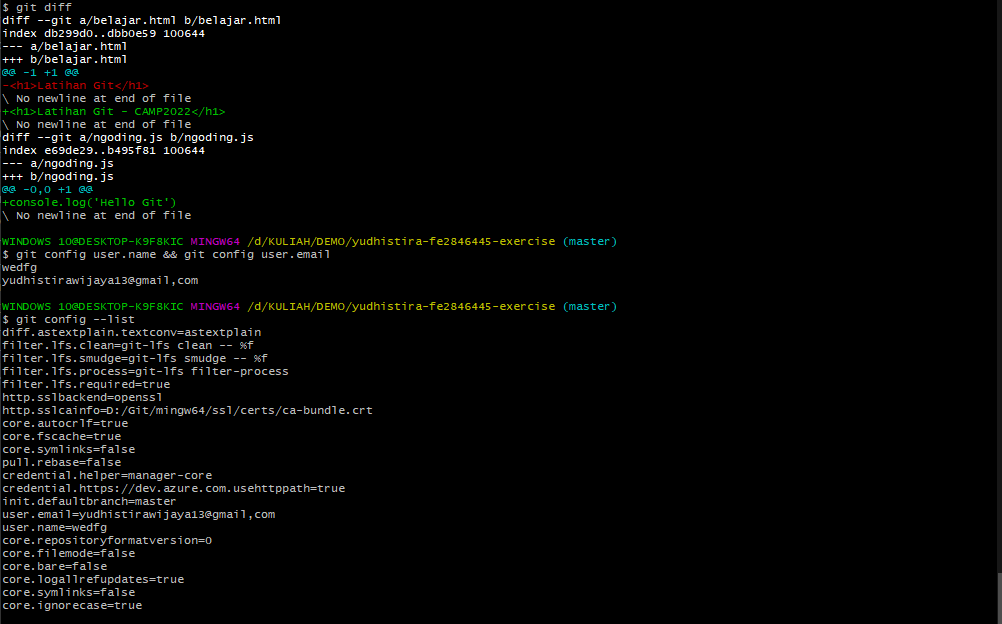 $ git diff
diff --git a/belajar.html b/belajar.html
index db299d0..dbb0e59 100644
--- a/belajar.html
+++ b/belajar.html
@@ -1 +1 @@
-<h1>Latihan Git</h1>
\ No newline at end of file
+<h1>Latihan Git - CAMP2022</h1>
\ No newline at end of file
diff --git a/ngoding.js b/ngoding.js
index e69de29..b495f81 100644
--- a/ngoding.js
+++ b/ngoding.js
@@ -0,0 +1 @@
+console.log('Hello Git')
\ No newline at end of file
WINDOWS 10@DESKTOP-K9F8KIC MINGW64 /d/KULIAH/DEMO/yudhistira-fe2846445-exercise (master)
$ git config user.name && git config user.email
wedfg
yudhistirawijaya13@gmail,com
WINDOWS 10@DESKTOP-K9F8KIC MINGW64 /d/KULIAH/DEMO/yudhistira-fe2846445-exercise (master)
$ git config --list
diff.astextplain.textconv=astextplain
filter.lfs.clean=git-lfs clean -- %f
filter.lfs.smudge=git-lfs smudge -- %f
filter.lfs.process=git-lfs filter-process
filter.lfs.required=true
http.sslbackend=openssl
http.sslcainfo=D:/Git/mingw64/ssl/certs/ca-bundle.crt
core.autocrlf=true
core.fscache=true
core.symlinks=false
pull.rebase=false
credential.helper=manager-core
credential.https://dev.azure.com.usehttppath=true
init.defaultbranch=master
user.email=yudhistirawijaya13@gmail,com
user.name=wedfg
core.repositoryformatversion=0
core.filemode=false
core.bare=false
core.logallrefupdates=true
core.symlinks=false
core.ignorecase=true